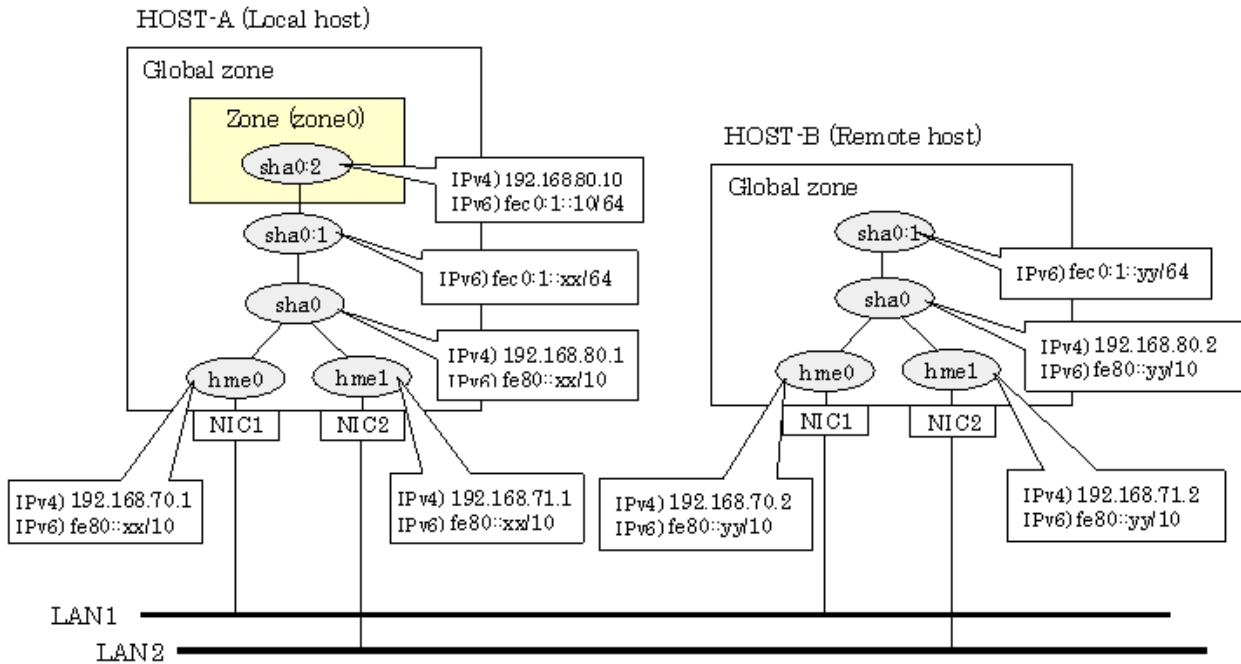 HOST-A (Local host)
Global zone
Zone (zone0)
sha0:2
IPv4) 192.168.80.10
IPv6) fec0:1::10/64
sha0:1
IPv6) fec0:1::xx/64
sha0
IPv4) 192.168.80.1
IPv6) fe80::xx/10
hme0
hme1
NIC1
NIC2
IPv4) 192.168.70.1
IPv6) fe80::xx/10
IPv4) 192.168.71.1
IPv6) fe80::xx/10
HOST-B (Remote host)
Global zone
sha0:1
IPv6) fec0:1::yy/64
sha0
IPv4) 192.168.80.2
IPv6) fe80::yy/10
hme0
hme1
NIC1
NIC2
IPv4) 192.168.70.2
IPv6) fe80::yy/10
IPv4) 192.168.71.2
IPv6) fe80::yy/10
LAN1
LAN2